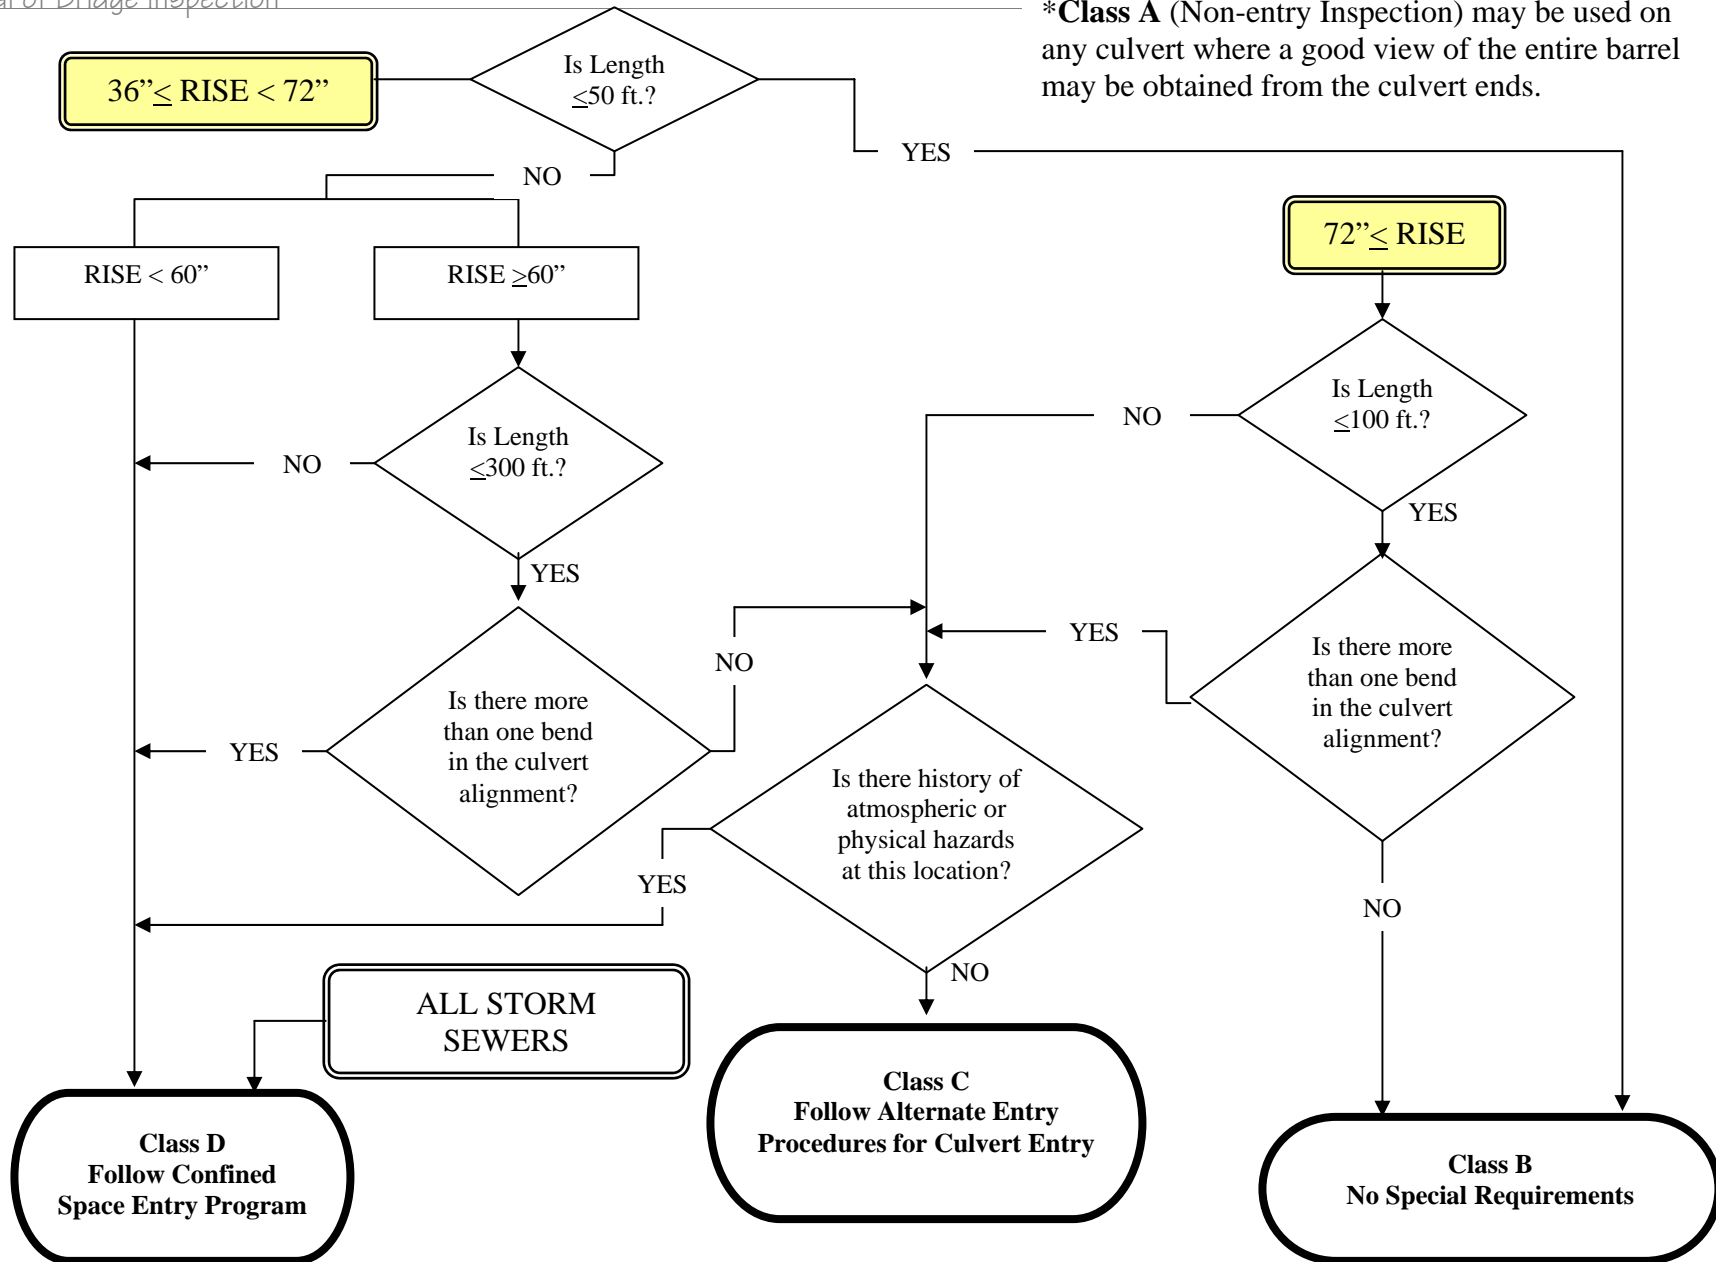 of Bridge Inspection
*Class A (Non-entry Inspection) may be used on
any culvert where a good view of the entire barrel
may be obtained from the culvert ends.
36”≤ RISE < 72”
Is Length
≤50 ft.?
YES
NO
72”≤ RISE
RISE < 60”
RISE ≥60”
Is Length
≤100 ft.?
NO
Is Length
≤300 ft.?
NO
YES
YES
NO
YES
Is there more
than one bend
in the culvert
alignment?
Is there more
than one bend
in the culvert
alignment?
YES
Is there history of
atmospheric or
physical hazards
at this location?
YES
NO
NO
ALL STORM
SEWERS
Class C
Follow Alternate Entry
Procedures for Culvert Entry
Class D
Follow Confined
Space Entry Program
Class B
No Special Requirements